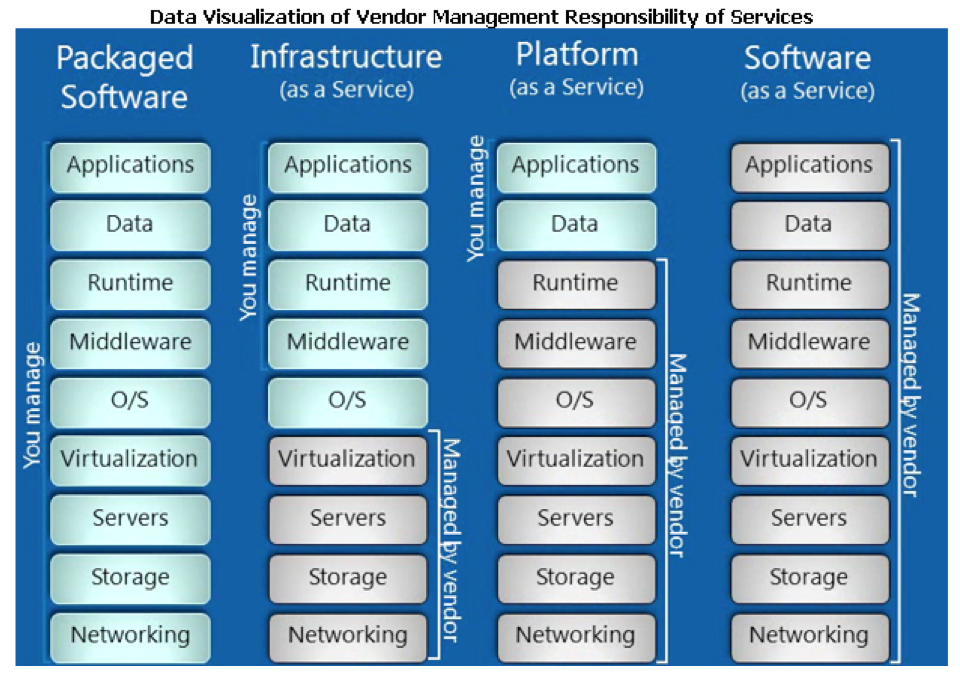 Data Visualization of Vendor Management Responsibility of Services
Packaged
Software
You manage
Applications
Data
Runtime
Middleware
O/S
Virtualization
Servers
Storage
Networking
Infrastructure
(as a Service)
You manage
Applications
Data
Runtime
Middleware
O/S
Virtualization
Servers
Storage
Networking
Managed by vendor
Platform
(as a Service)
You manage
Applications
Data
Runtime
Middleware
O/S
Virtualization
Servers
Storage
Networking
Managed by vendor
Software
(as a Service)
Applications
Data
Runtime
Middleware
O/S
Virtualization
Servers
Storage
Networking
Managed by vendor